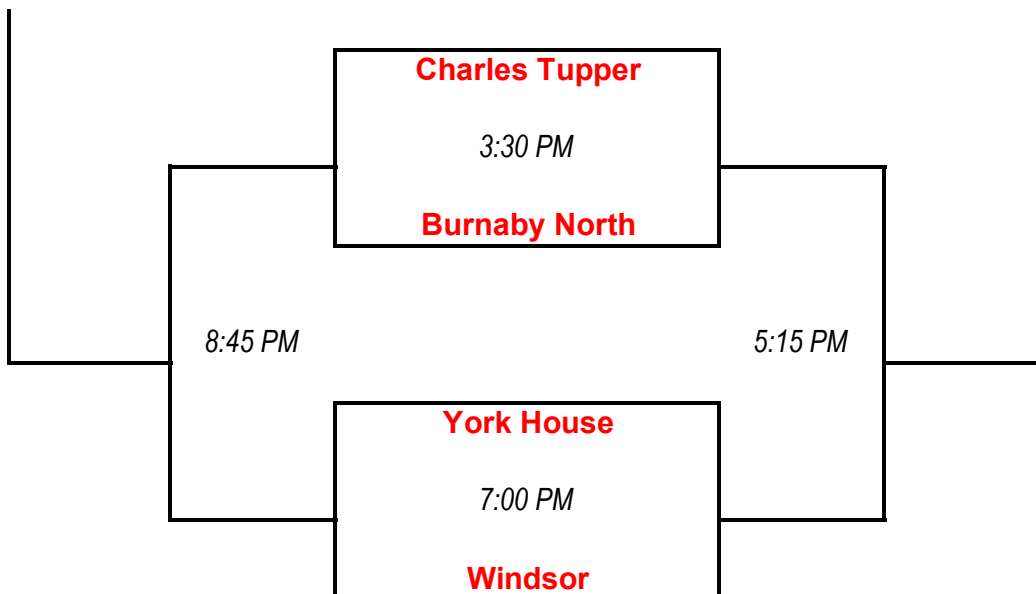 Charles Tupper
3:30 PM
Burnaby North
8:45 PM
5:15 PM
York House
7:00 PM
Windsor